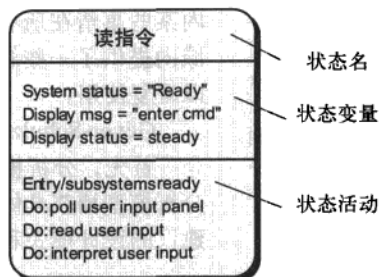 读指令
状态名
System status = "Ready"
Display msg = "enter cmd"
状态变量
Display status = steady
Entry/subsystemsready
状态活动
Do: poll user input panel
Do: read user input
Do: interpret user input